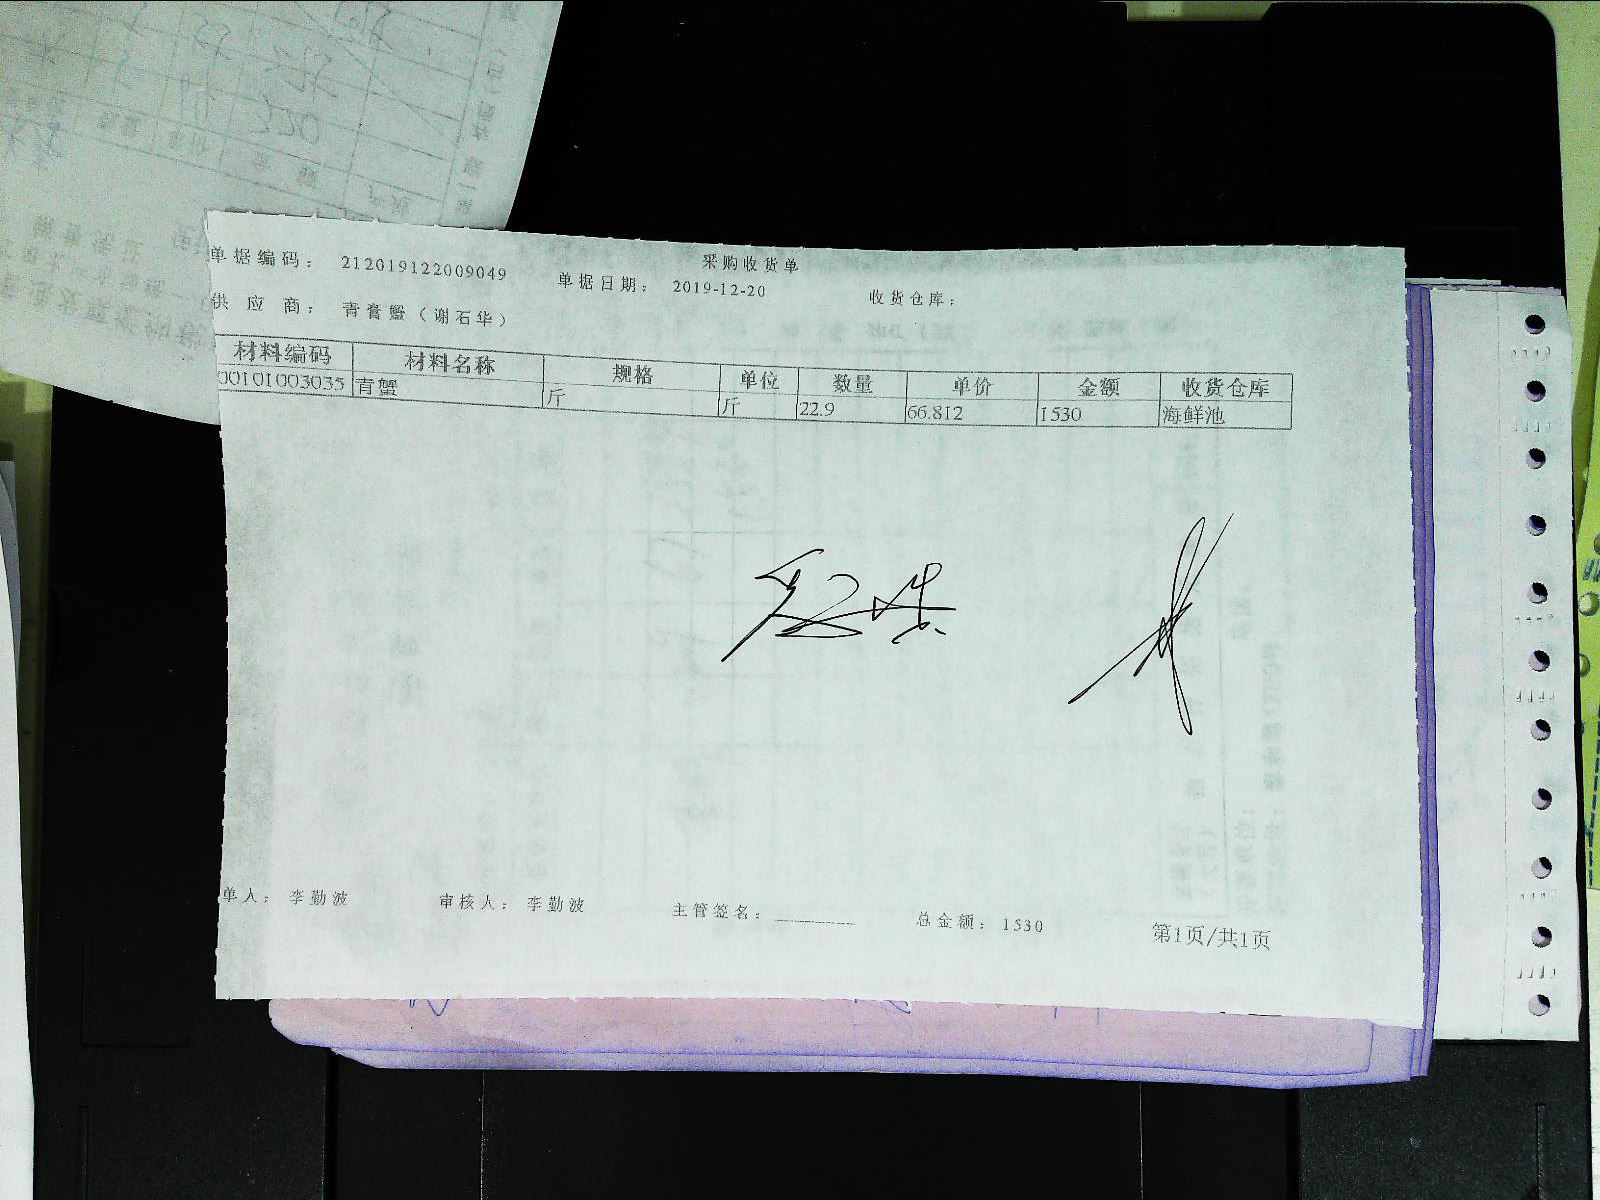 采购收货单
单据编码： 212019122009049 单据日期： 2019-12-20 收货仓库：
供 应 商： 青膏蟹（谢石华）
材料编码 材料名称 规格 单位 数量 单价 金额 收货仓库
00101003035 青蟹 斤 斤 22.9 66.812 1530 海鲜池
单人： 李勤波 审核人： 李勤波 主管签名： 总金额： 1530 第1页/共1页